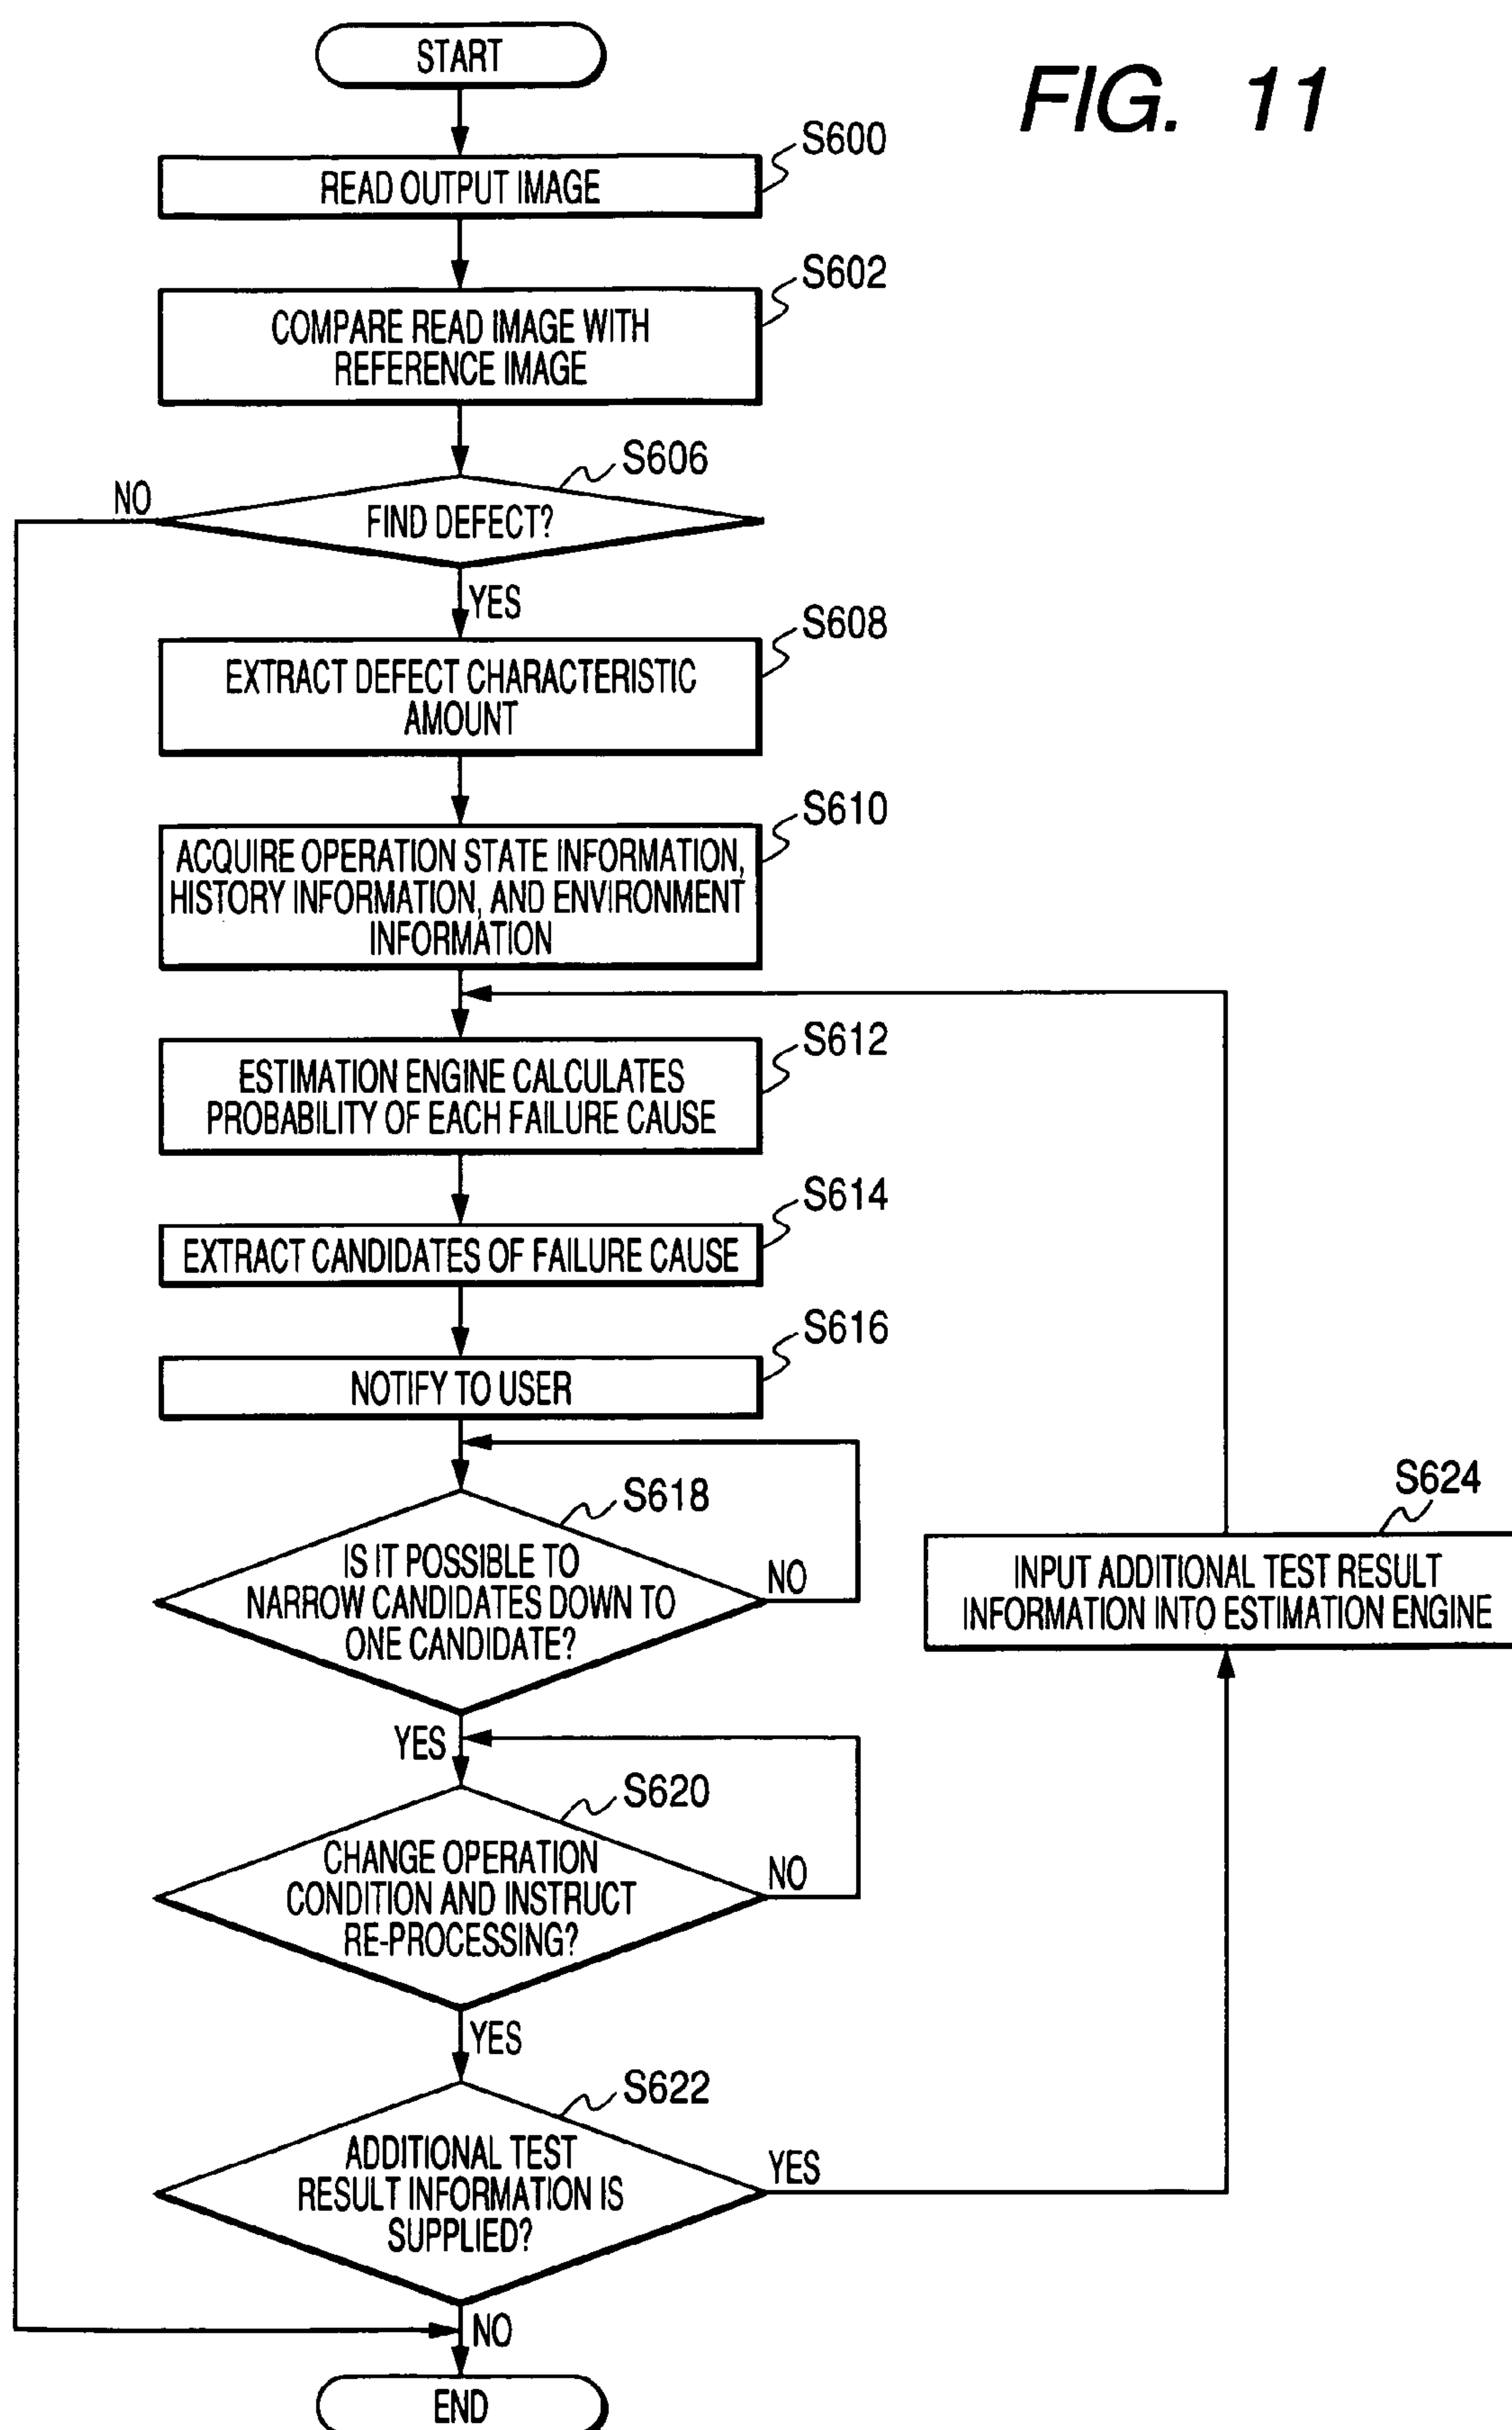 START
FIG. 11
S600
READ OUTPUT IMAGE
S602
COMPARE READ IMAGE WITH
REFERENCE IMAGE
S606
NO
FIND DEFECT?
YES
S608
EXTRACT DEFECT CHARACTERISTIC
AMOUNT
S610
ACQUIRE OPERATION STATE INFORMATION,
HISTORY INFORMATION, AND ENVIRONMENT
INFORMATION
S612
ESTIMATION ENGINE CALCULATES
PROBABILITY OF EACH FAILURE CAUSE
S614
EXTRACT CANDIDATES OF FAILURE CAUSE
S616
NOTIFY TO USER
S618
IS IT POSSIBLE TO
NARROW CANDIDATES DOWN TO
ONE CANDIDATE?
NO
S624
INPUT ADDITIONAL TEST RESULT
INFORMATION INTO ESTIMATION ENGINE
YES
S620
CHANGE OPERATION
CONDITION AND INSTRUCT
RE-PROCESSING?
NO
YES
S622
ADDITIONAL TEST
RESULT INFORMATION IS
SUPPLIED?
YES
NO
END